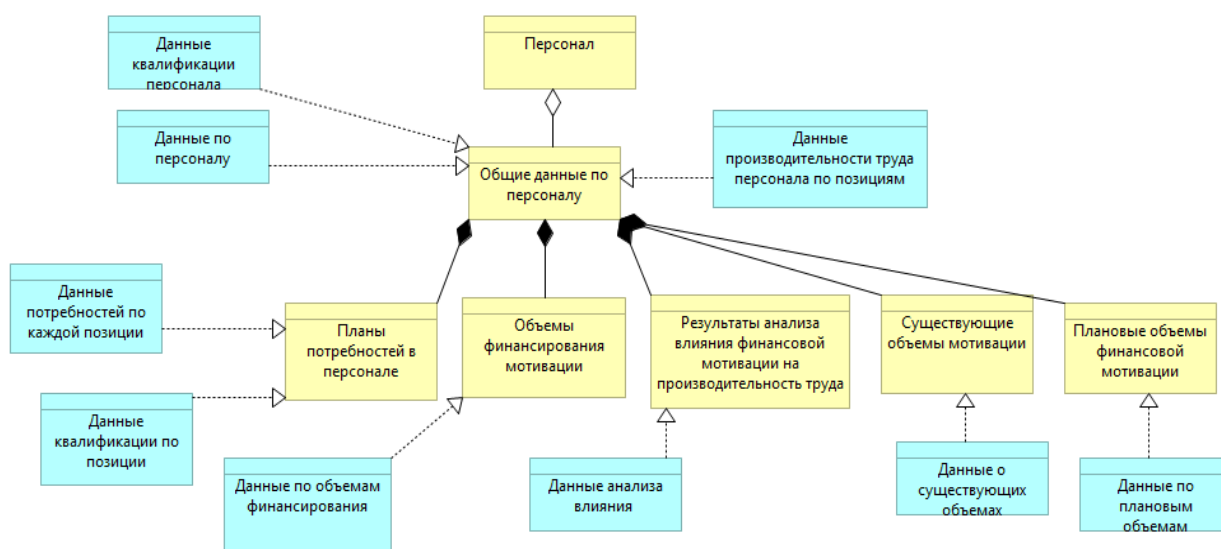 Данные
квалификации
персонала
Персонал
Данные по
персоналу
Общие данные по
персоналу
Данные
производительности труда
персонала по позициям
Данные
потребностей по
каждой позиции
Планы
потребностей в
персонале
Объемы
финансирования
мотивации
Результаты анализа
влияния финансовой
мотивации на
производительность труда
Существующие
объемы мотивации
Плановые объемы
финансовой
мотивации
Данные
квалификации по
позиции
Данные по объемам
финансирования
Данные анализа
влияния
Данные о
существующих
объемах
Данные по
плановым
объемам